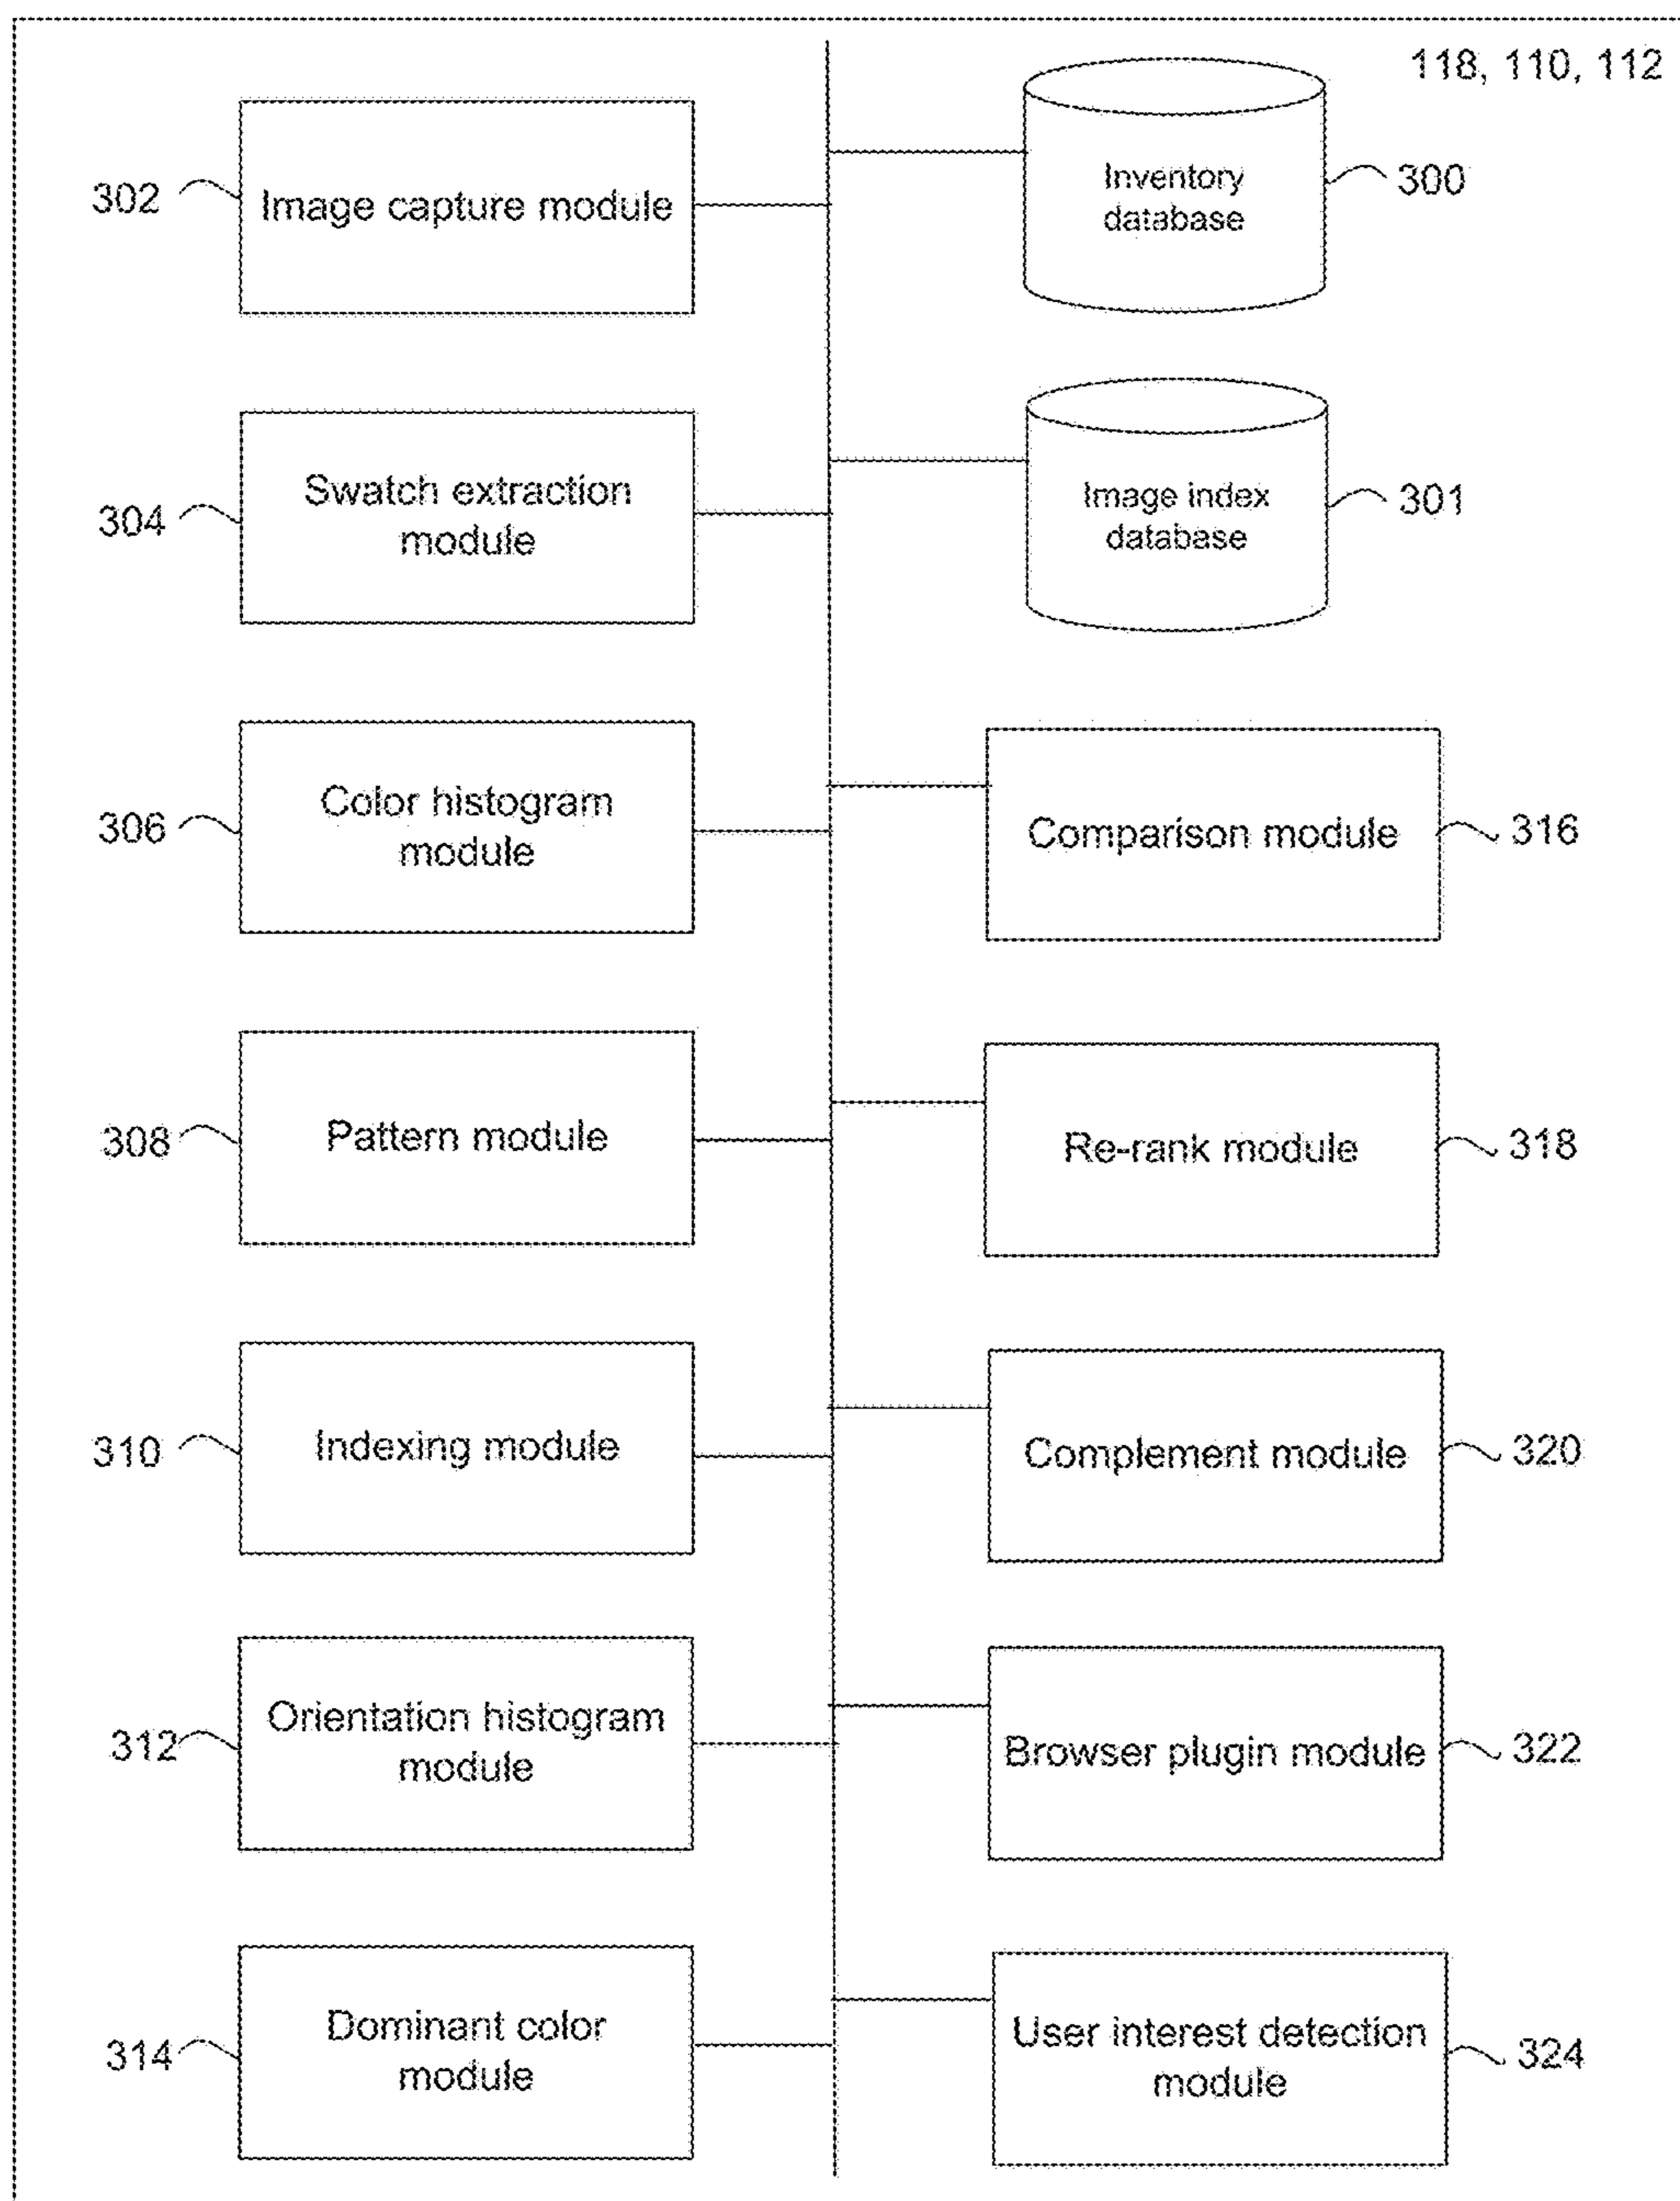 118, 110, 112
302
Image capture module
Inventory
database
300
304
Swatch extraction
module
Image index
database
301
306
Color histogram
module
Comparison module
316
308
Pattern module
Re-rank module
318
310
Indexing module
Complement module
320
312
Orientation histogram
module
Browser plugin module
322
314
Dominant color
module
User interest detection
module
324